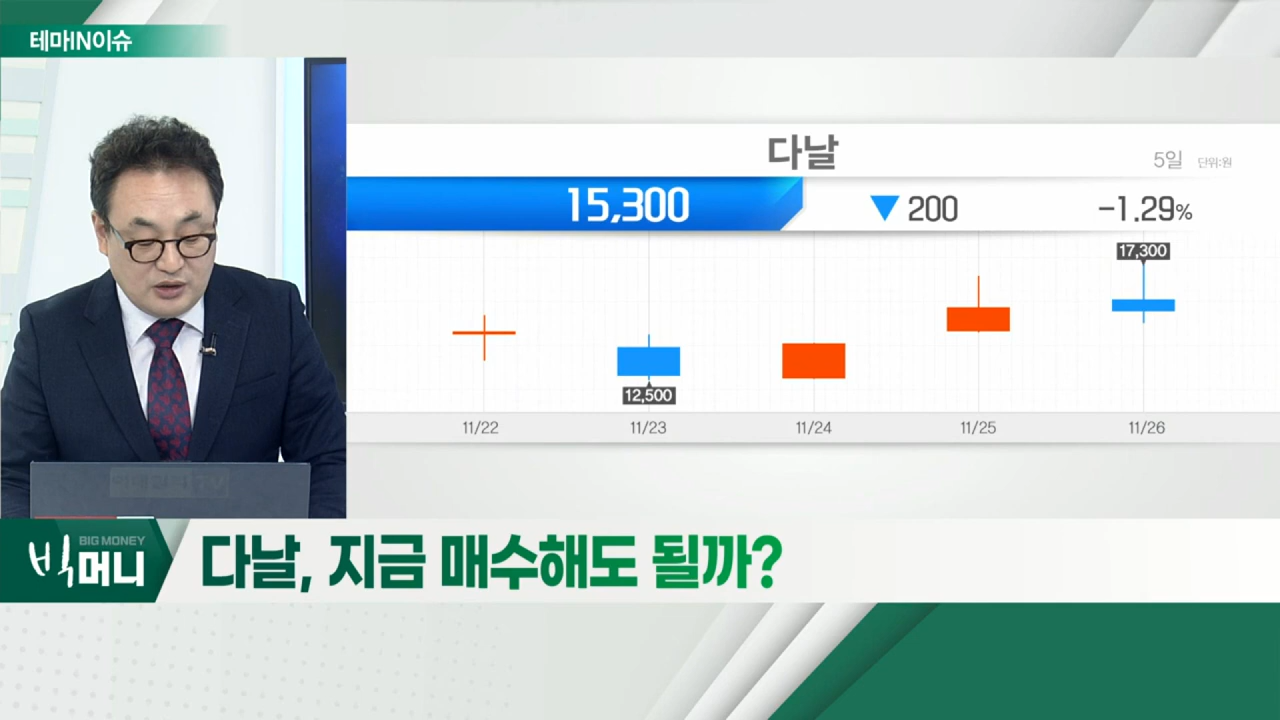 테마IN이슈
다날
5일 단위:원
15,300 ▼ 200 -1.29%
17,300
12,500
11/22 11/23 11/24 11/25 11/26
BIG MONEY
빅머니
다날, 지금 매수해도 될까?